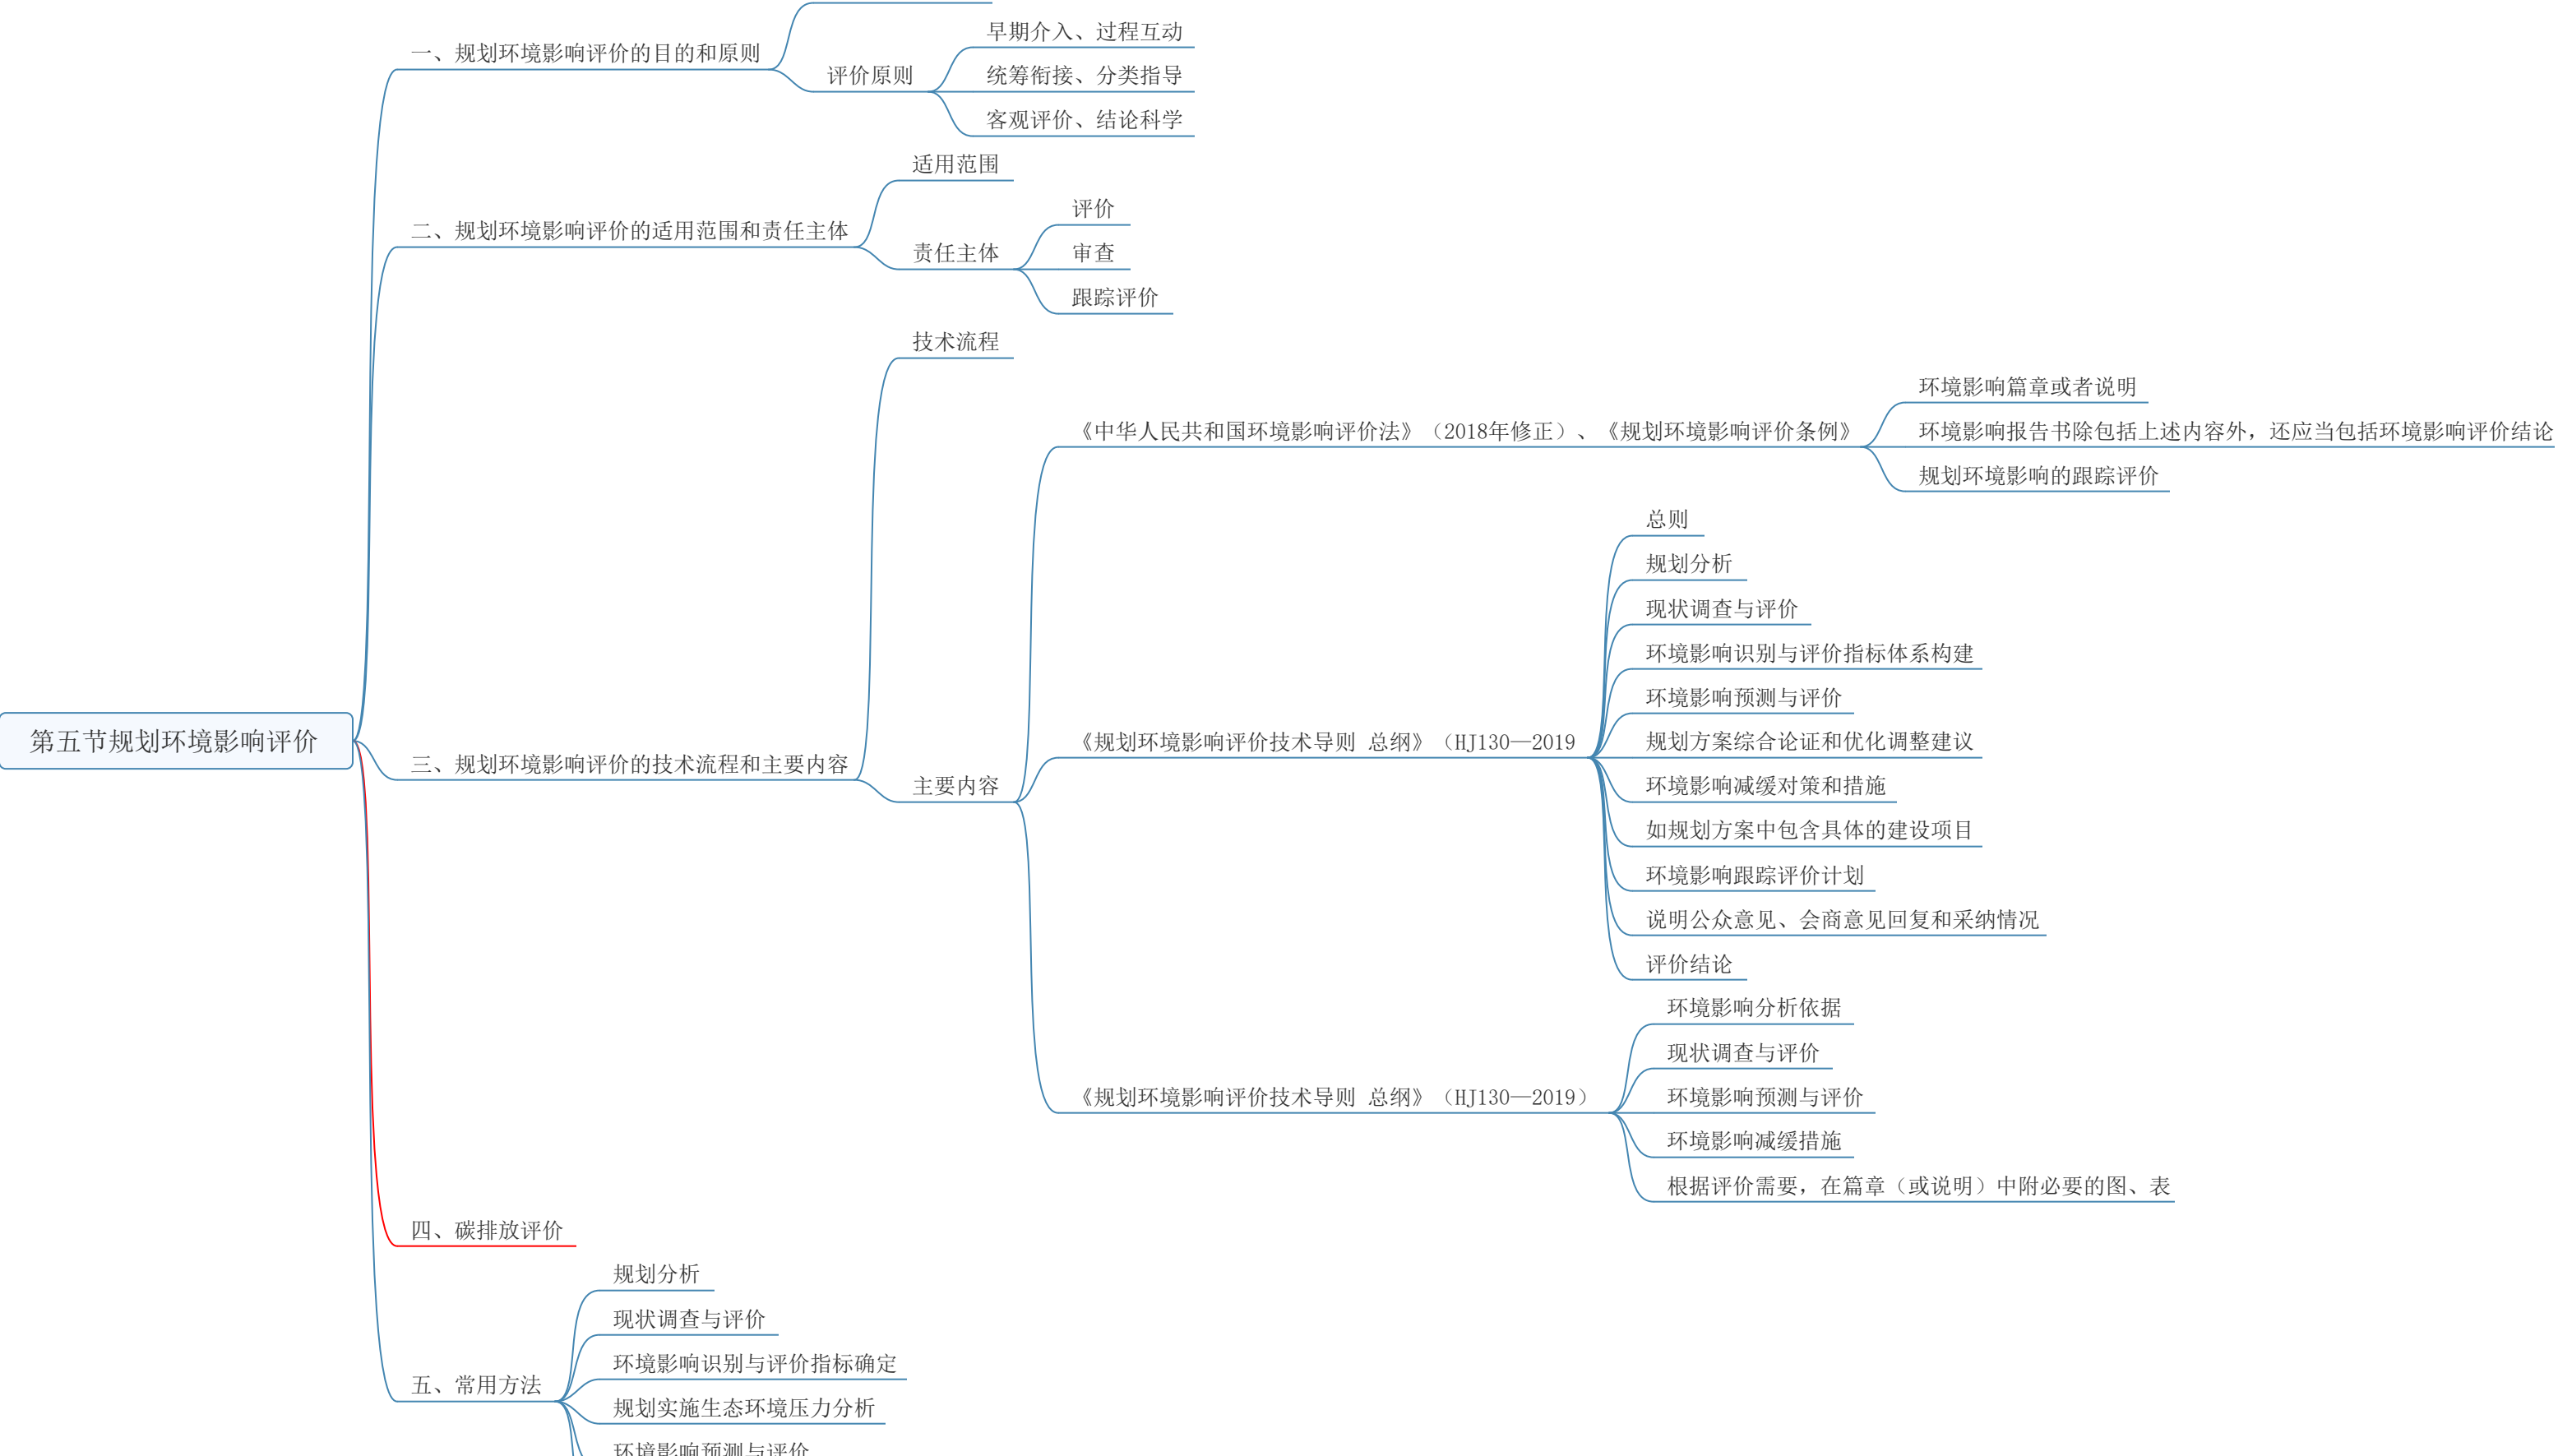 早期介入、过程互动
一、规划环境影响评价的目的和原则
评价原则
统筹衔接、分类指导
客观评价、结论科学
适用范围
评价
二、规划环境影响评价的适用范围和责任主体
责任主体
审查
跟踪评价
技术流程
环境影响篇章或者说明
《中华人民共和国环境影响评价法》（2018年修正）、《规划环境影响评价条例》
环境影响报告书除包括上述内容外，还应当包括环境影响评价结论
规划环境影响的跟踪评价
总则
规划分析
现状调查与评价
环境影响识别与评价指标体系构建
环境影响预测与评价
第五节规划环境影响评价
《规划环境影响评价技术导则 总纲》（HJ130—2019
规划方案综合论证和优化调整建议
三、规划环境影响评价的技术流程和主要内容
主要内容
环境影响减缓对策和措施
如规划方案中包含具体的建设项目
环境影响跟踪评价计划
说明公众意见、会商意见回复和采纳情况
评价结论
环境影响分析依据
现状调查与评价
《规划环境影响评价技术导则 总纲》（HJ130—2019）
环境影响预测与评价
环境影响减缓措施
根据评价需要，在篇章（或说明）中附必要的图、表
四、碳排放评价
规划分析
现状调查与评价
环境影响识别与评价指标确定
五、常用方法
规划实施生态环境压力分析
环境影响预测与评价